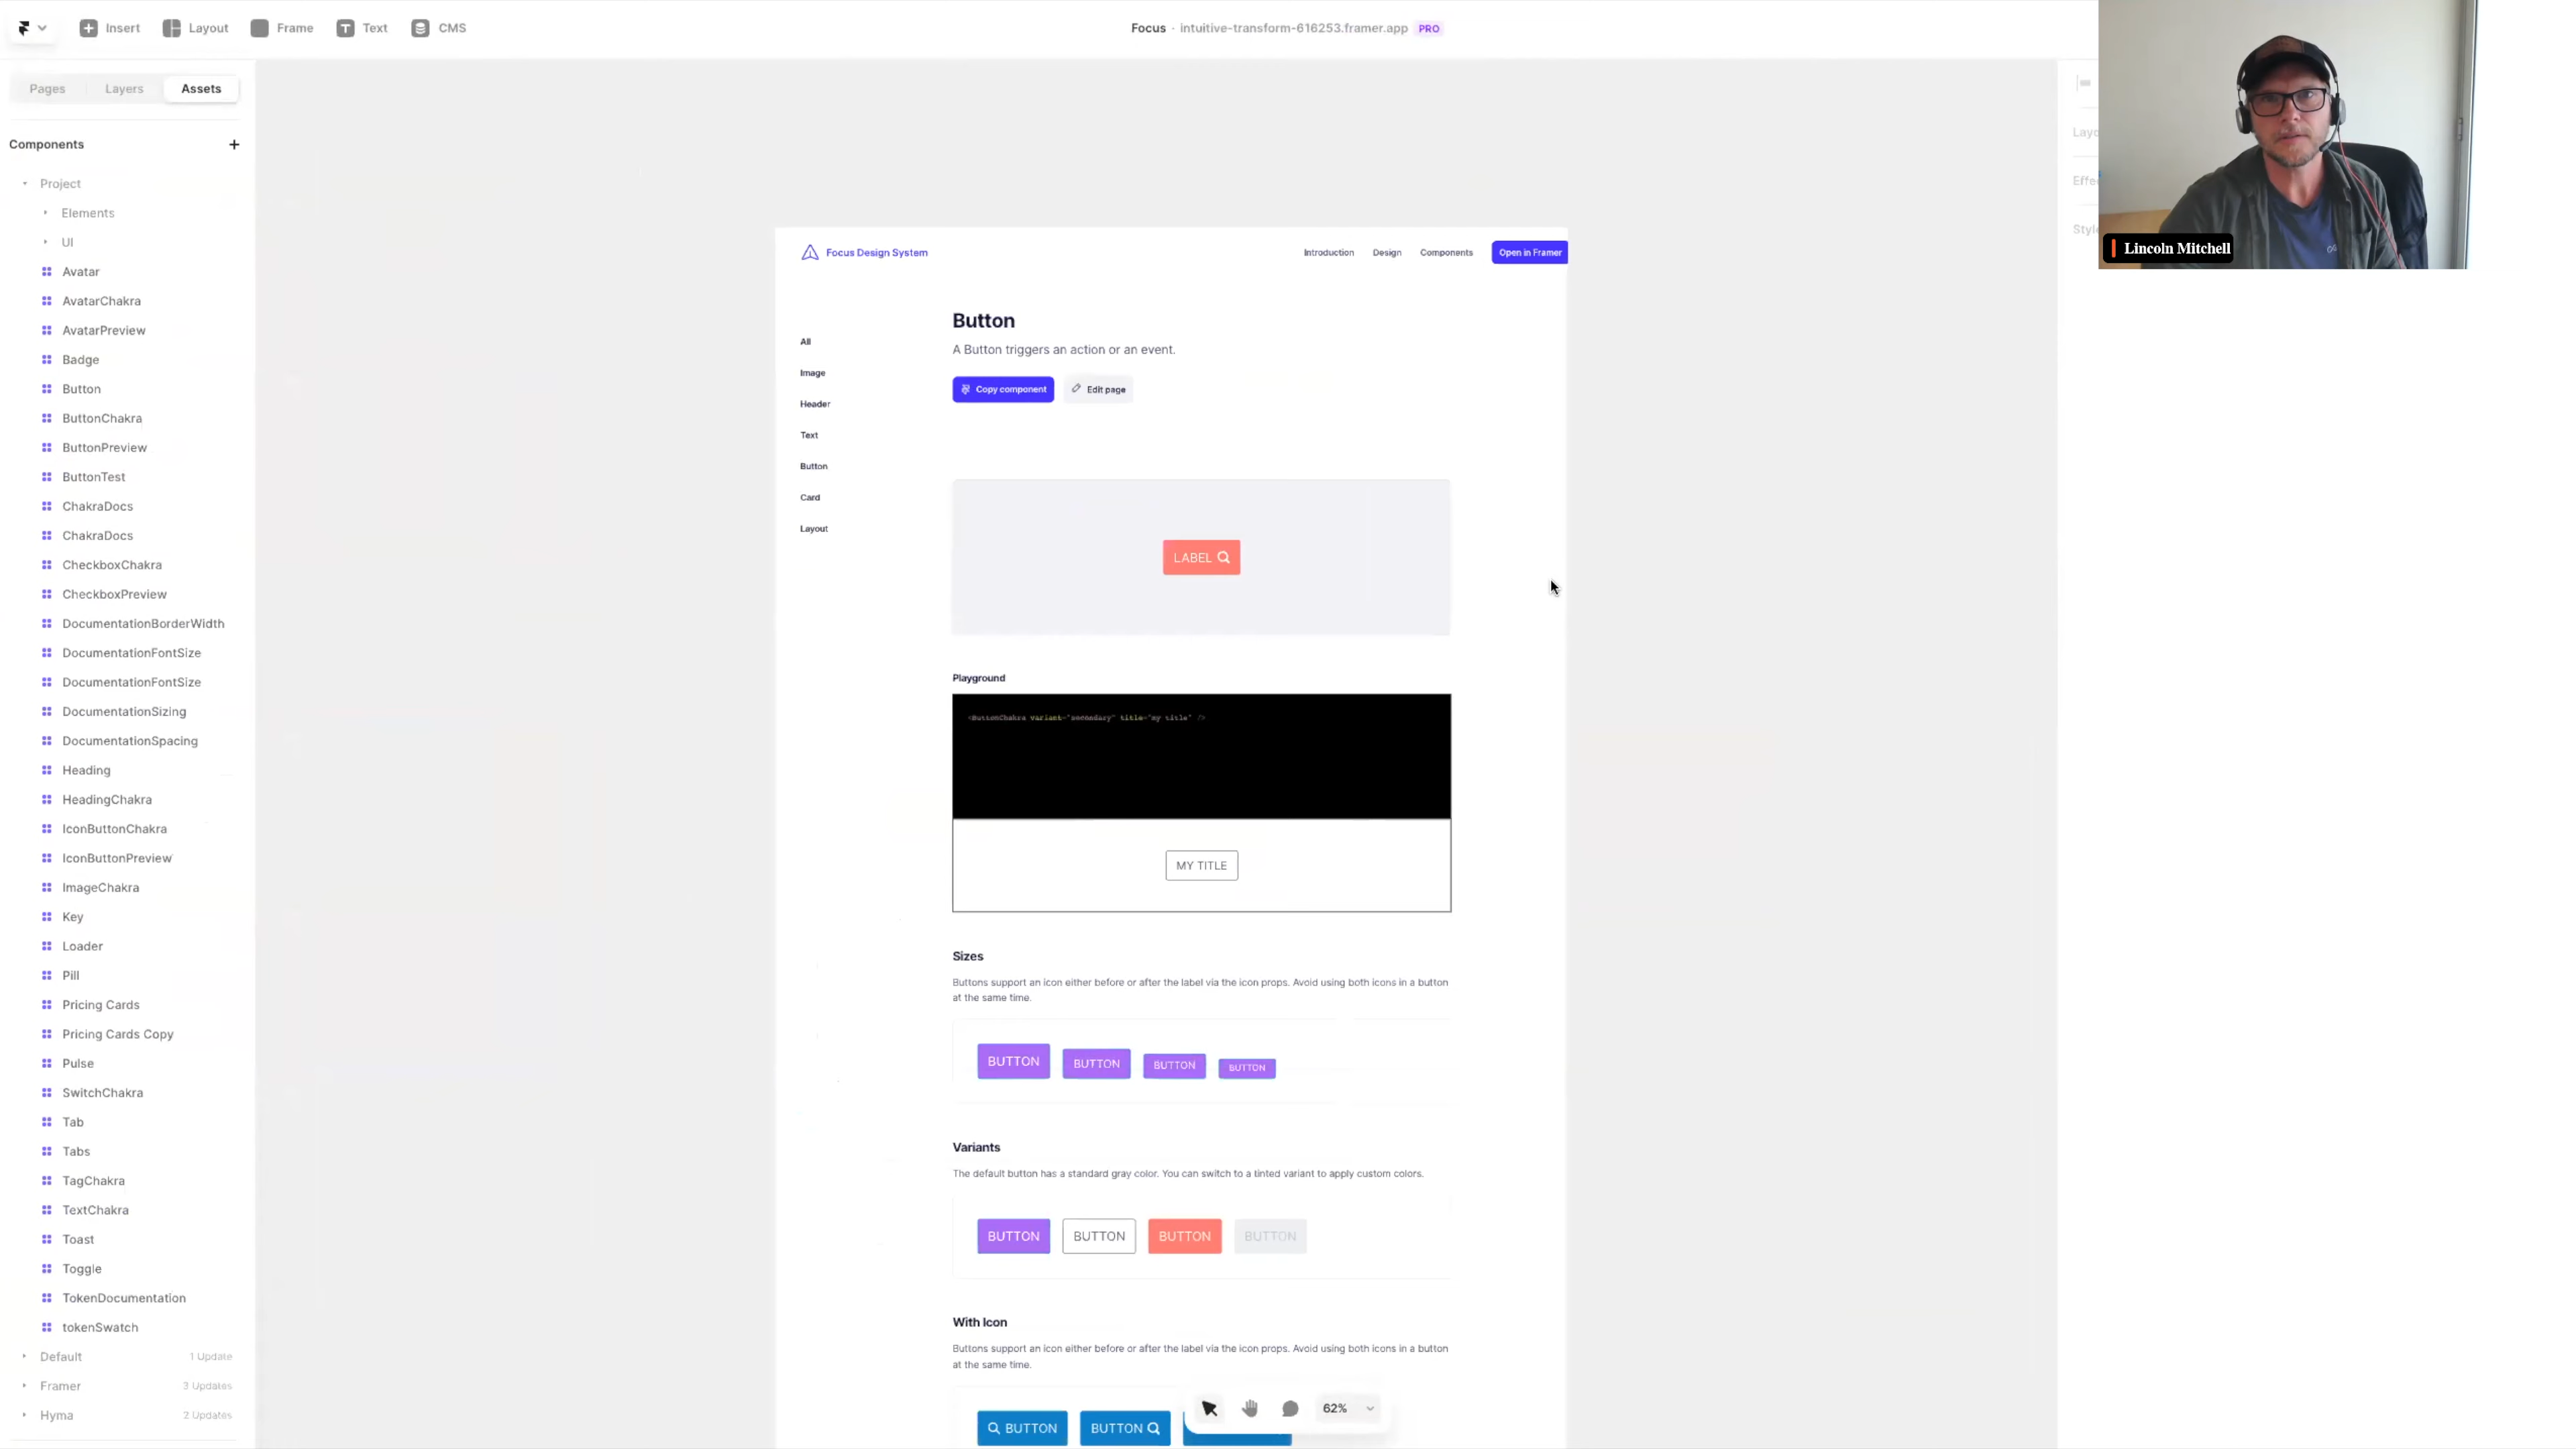 Insert
Layout
Frame
Text
CMS
Focus · intuitive-transform-616253.framer.app PRO
Pages
Layers
Assets
Components
Project
Elements
UI
Avatar
AvatarChakra
AvatarPreview
Badge
Button
ButtonChakra
ButtonPreview
ButtonTest
ChakraDocs
ChakraDocs
CheckboxChakra
CheckboxPreview
DocumentationBorderWidth
DocumentationFontSize
DocumentationFontSize
DocumentationSizing
DocumentationSpacing
Heading
HeadingChakra
IconButtonChakra
IconButtonPreview
ImageChakra
Key
Loader
Pill
Pricing Cards
Pricing Cards Copy
Pulse
SwitchChakra
Tab
Tabs
TagChakra
TextChakra
Toast
Toggle
TokenDocumentation
tokenSwatch
Default 1 Update
Framer 3 Updates
Hyma 2 Updates
Focus Design System
Introduction
Design
Components
Open in Framer
All
Image
Header
Text
Button
Card
Layout
Button
A Button triggers an action or an event.
Copy component
Edit page
LABEL
Playground
<ButtonChakra variant="secondary" title="my title" />
MY TITLE
Sizes
Buttons support an icon either before or after the label via the icon props. Avoid using both icons in a button
at the same time.
BUTTON BUTTON BUTTON BUTTON
Variants
The default button has a standard gray color. You can switch to a tinted variant to apply custom colors.
BUTTON BUTTON BUTTON BUTTON
With Icon
Buttons support an icon either before or after the label via the icon props. Avoid using both icons in a button
at the same time.
BUTTON BUTTON
62%
Lincoln Mitchell